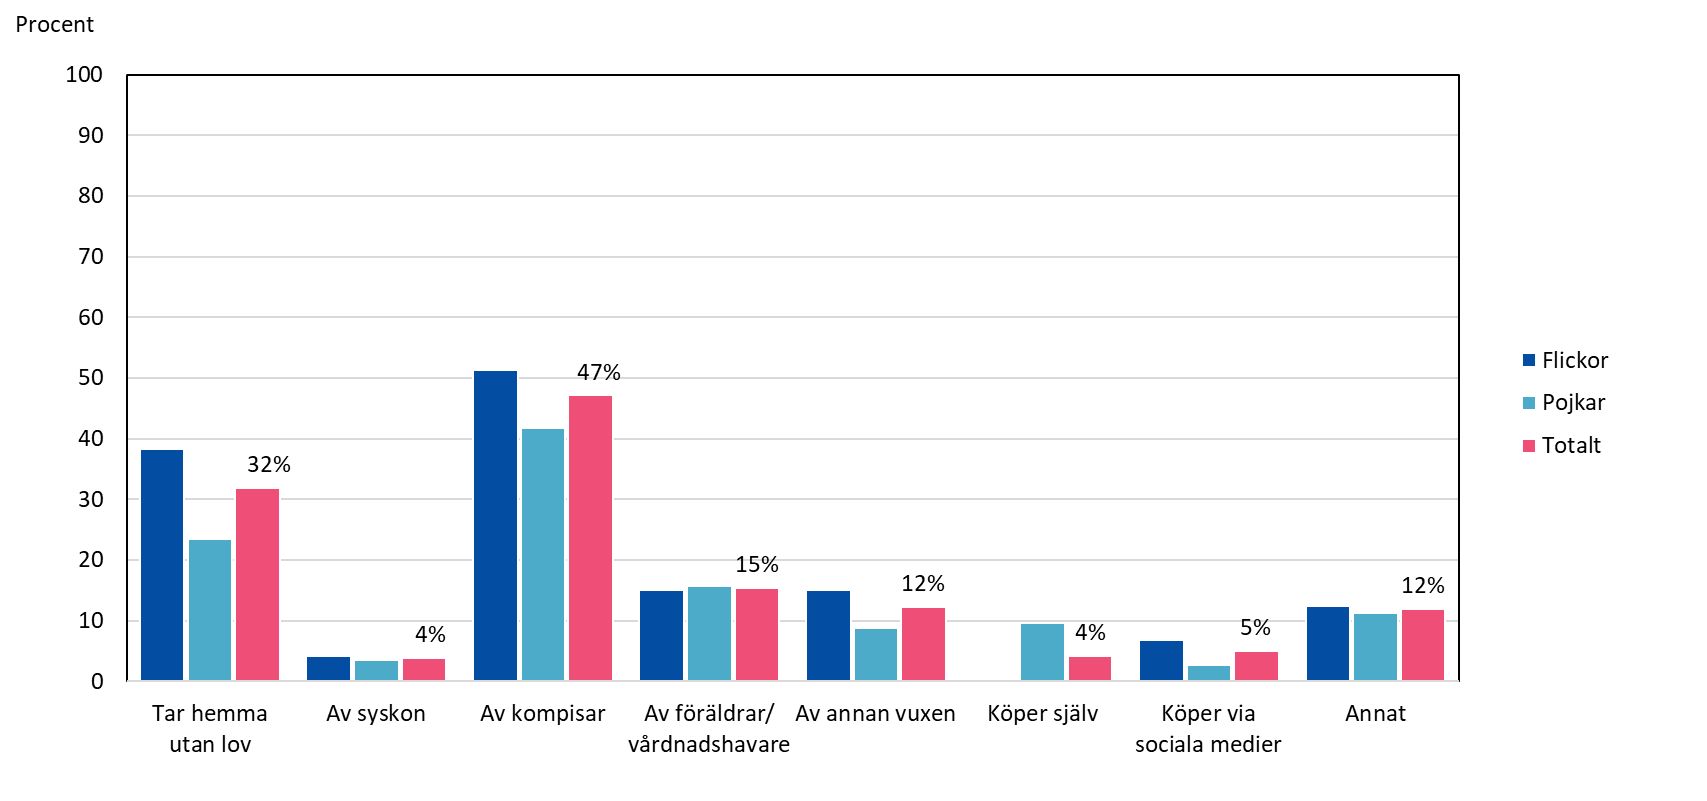 Procent
100
90
80
70
60
50
40
30
20
10
0
32%
4%
47%
15%
12%
4%
5%
12%
Tar hemma
utan lov
Av syskon
Av kompisar
Av föräldrar/
vårdnadshavare
Av annan vuxen
Köper själv
Köper via
sociala medier
Annat
Flickor
Pojkar
Totalt